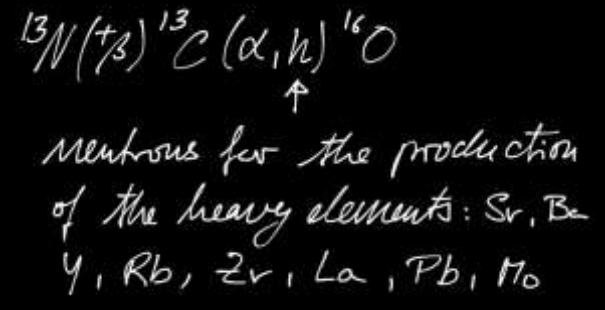 ¹³N(⁺β)¹³C(α,n)¹⁶O
↑
neutrons for the production
of the heavy elements: Sr, Ba
Y, Rb, Zr, La, Pb, Mo